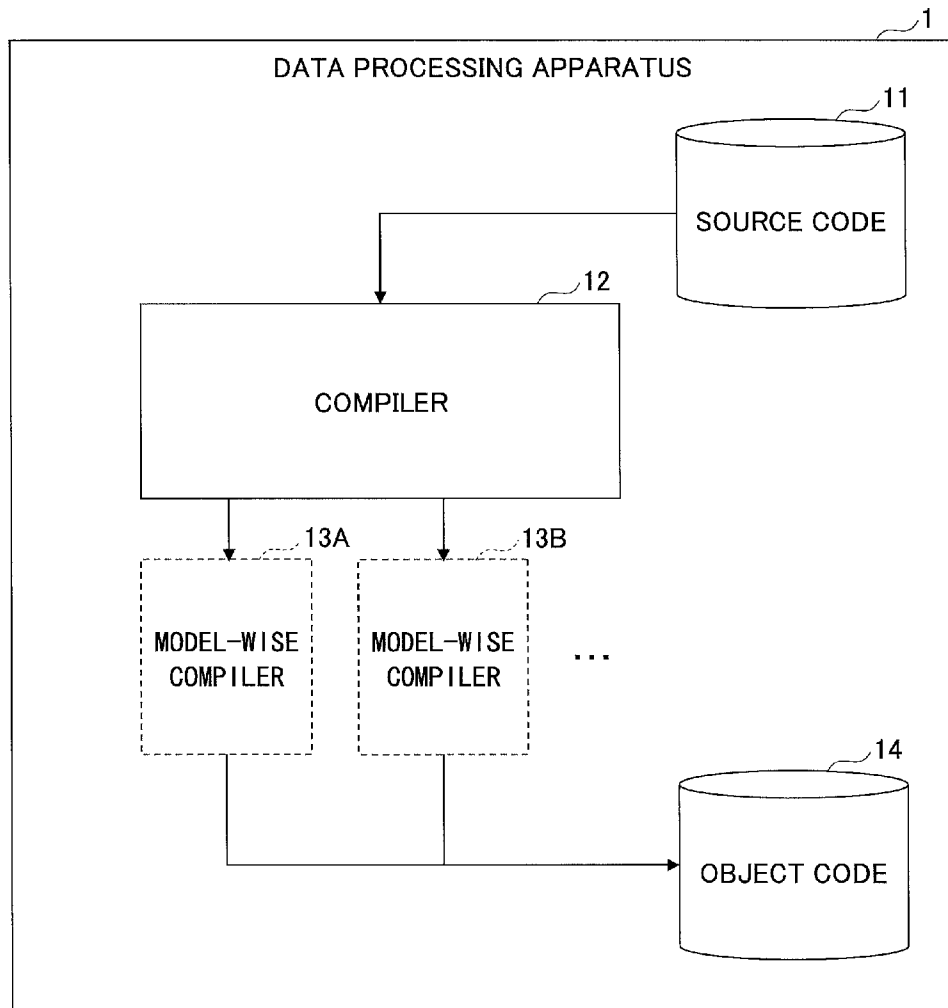 1
DATA PROCESSING APPARATUS
11
SOURCE CODE
12
COMPILER
13A
13B
MODEL-WISE
COMPILER
MODEL-WISE
COMPILER
...
14
OBJECT CODE